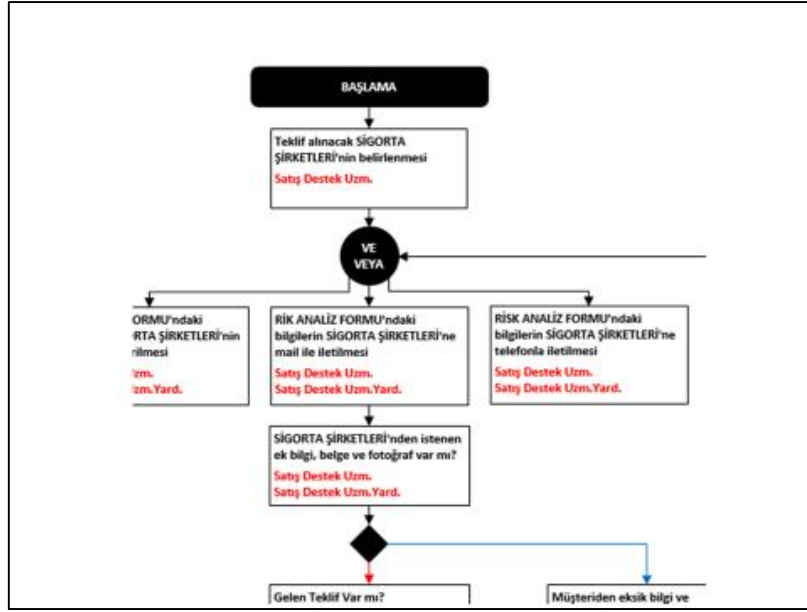 BAŞLAMA
Teklif alınacak SİGORTA
ŞİRKETLERİ'nin belirlenmesi
Satış Destek Uzm.
VE
VEYA
ORMU'ndaki
ŞİRKETLERİ'nin
Uzm.Yard.
RİK ANALİZ FORMU'ndaki
bilgilerin SİGORTA ŞİRKETLERİ'ne
mail ile iletilmesi
Satış Destek Uzm.
Satış Destek Uzm.Yard.
RİSK ANALİZ FORMU'ndaki
bilgilerin SİGORTA ŞİRKETLERİ'ne
telefonla iletilmesi
Satış Destek Uzm.
Satış Destek Uzm.Yard.
SİGORTA ŞİRKETLERİ'nden istenen
ek bilgi, belge ve fotoğraf var mı?
Satış Destek Uzm.
Satış Destek Uzm.Yard.
Gelen Teklif Var mı?
Müşteriden eksik bilgi ve